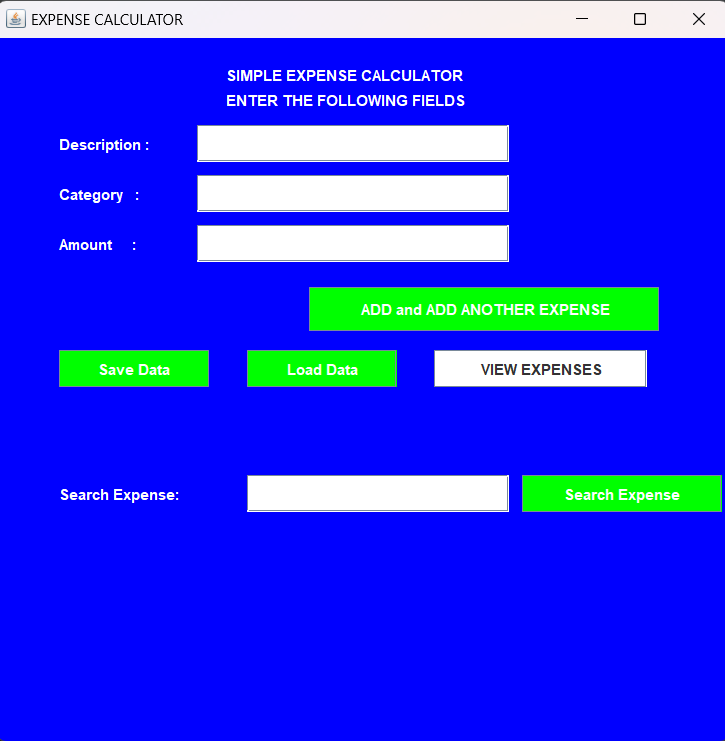 EXPENSE CALCULATOR
SIMPLE EXPENSE CALCULATOR
ENTER THE FOLLOWING FIELDS
Description :
Category :
Amount :
ADD and ADD ANOTHER EXPENSE
Save Data Load Data VIEW EXPENSES
Search Expense: Search Expense